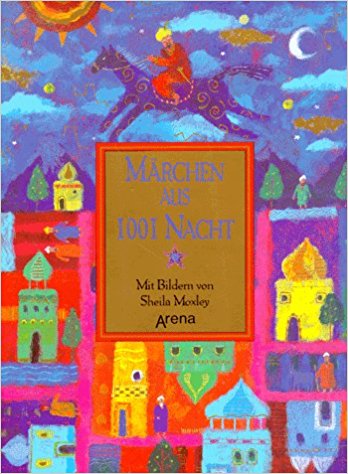 MÄRCHEN
AUS
1001 NACHT
Mit Bildern von
Sheila Moxley
Arena